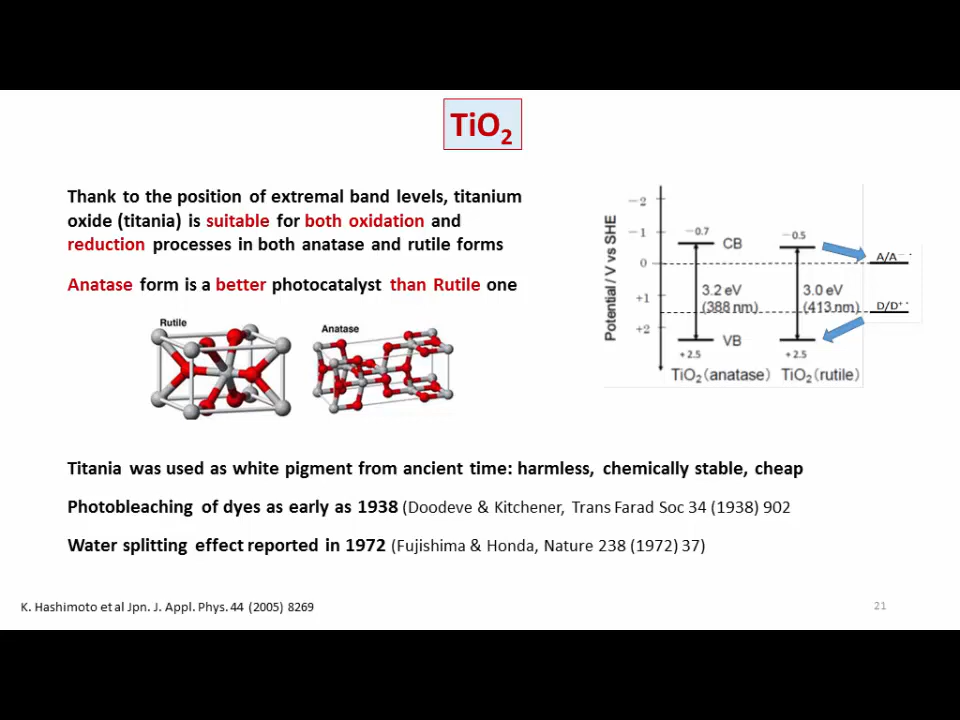 TiO₂
Thank to the position of extremal band levels, titanium
oxide (titania) is suitable for both oxidation and
reduction processes in both anatase and rutile forms
Anatase form is a better photocatalyst than Rutile one
Rutile
Anatase
Potential / V vs SHE
−2
−1
0
+1
+2
−0.7
CB
3.2 eV
(388 nm)
VB
+2.5
TiO₂(anatase)
−0.5
3.0 eV
(413 nm)
+2.5
TiO₂(rutile)
A/A⁻·
D/D⁺·
Titania was used as white pigment from ancient time: harmless, chemically stable, cheap
Photobleaching of dyes as early as 1938 (Doodeve & Kitchener, Trans Farad Soc 34 (1938) 902
Water splitting effect reported in 1972 (Fujishima & Honda, Nature 238 (1972) 37)
K. Hashimoto et al Jpn. J. Appl. Phys. 44 (2005) 8269
21